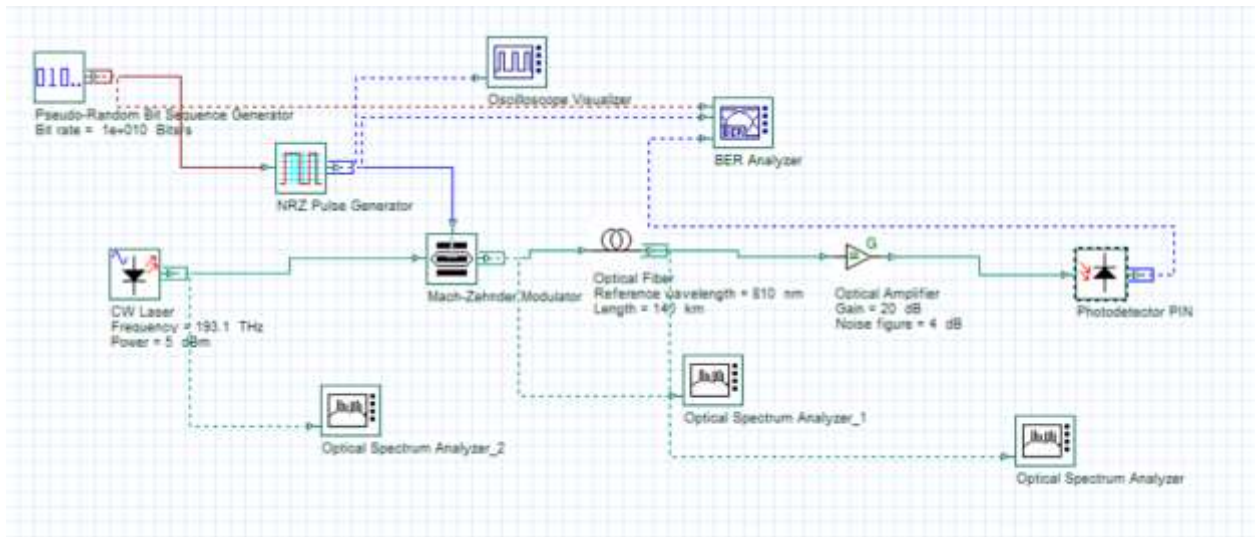 010..
Pseudo-Random Bit Sequence Generator
Bit rate = 1e+010 Bits/s
Oscilloscope Visualizer
BER Analyzer
NRZ Pulse Generator
Mach-Zehnder Modulator
CW Laser
Frequency = 193.1 THz
Power = 5 dBm
Optical Fiber
Reference wavelength = 810 nm
Length = 140 km
G
Optical Amplifier
Gain = 20 dB
Noise figure = 4 dB
Photodetector PIN
Optical Spectrum Analyzer_2
Optical Spectrum Analyzer_1
Optical Spectrum Analyzer